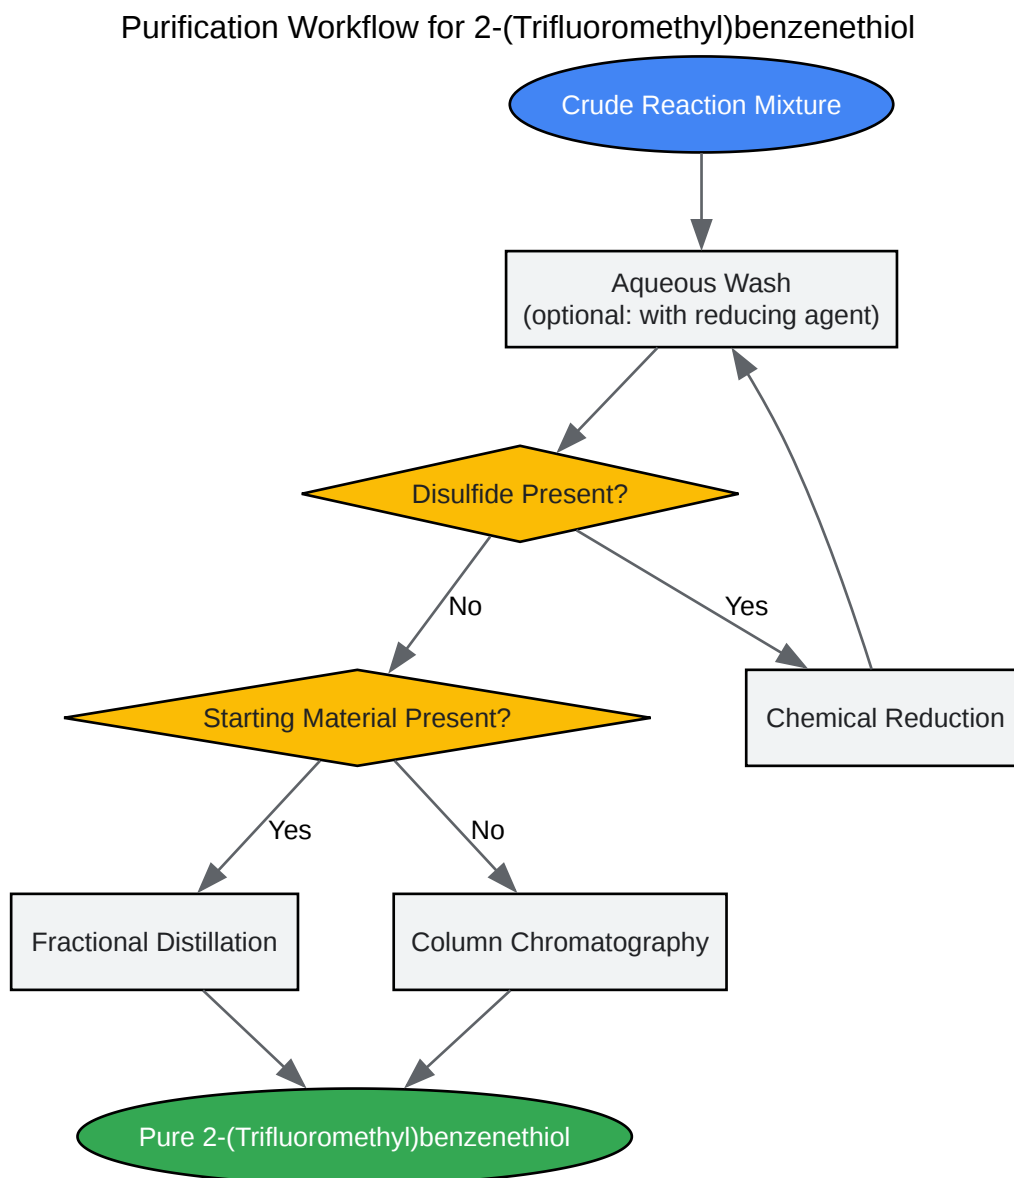 Purification Workflow for 2-(Trifluoromethyl)benzenethiol
Crude Reaction Mixture
Aqueous Wash
(optional: with reducing agent)
Disulfide Present?
No
Yes
Starting Material Present?
Chemical Reduction
Yes
No
Fractional Distillation
Column Chromatography
Pure 2-(Trifluoromethyl)benzenethiol